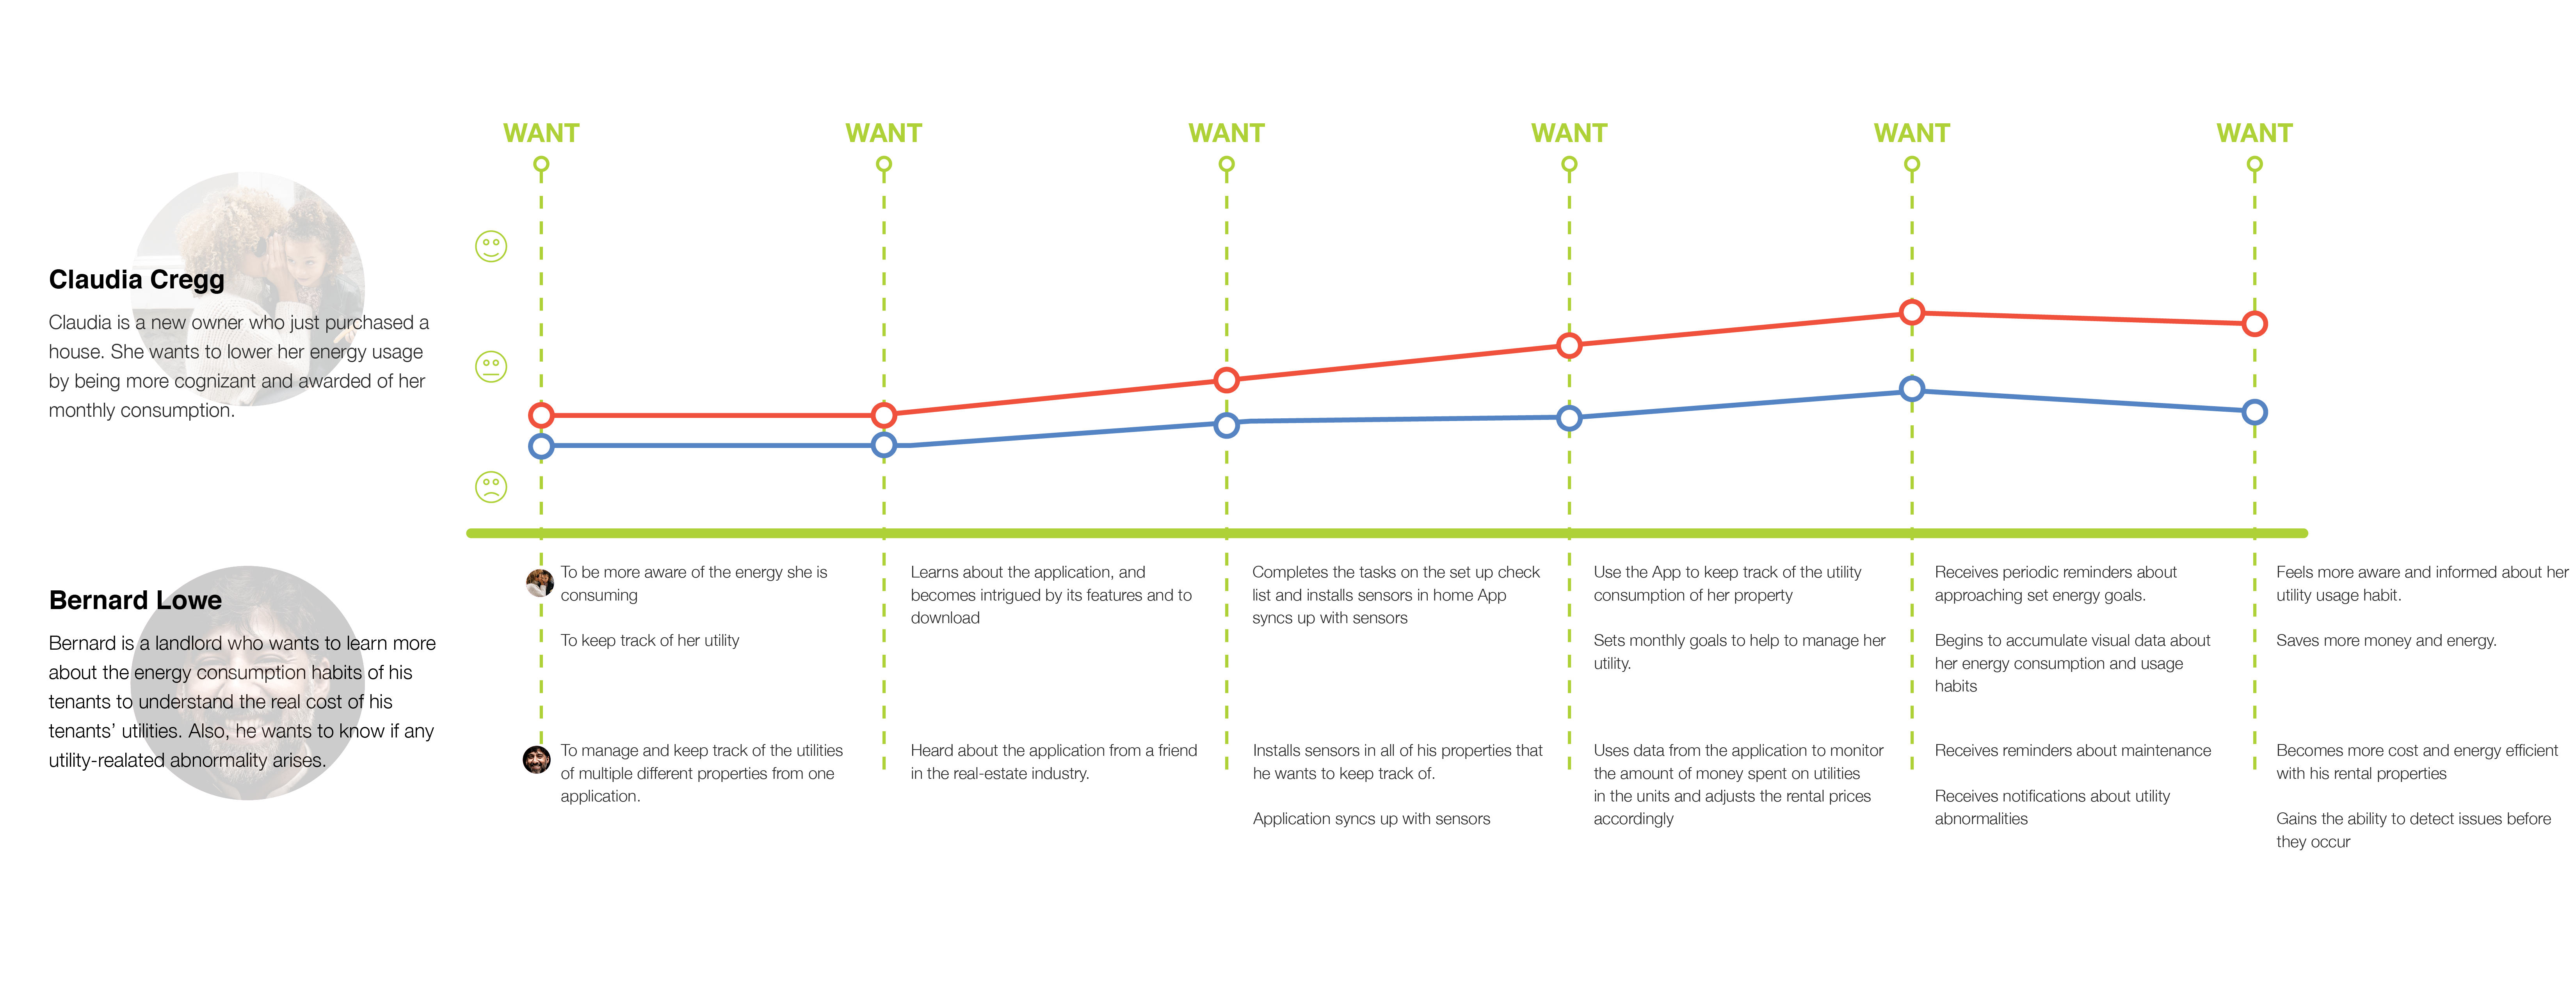 WANT WANT WANT WANT WANT WANT
Claudia Cregg
Claudia is a new owner who just purchased a
house. She wants to lower her energy usage
by being more cognizant and awarded of her
monthly consumption.
Bernard Lowe
Bernard is a landlord who wants to learn more
about the energy consumption habits of his
tenants to understand the real cost of his
tenants' utilities. Also, he wants to know if any
utility-realated abnormality arises.
To be more aware of the energy she is
consuming
To keep track of her utility
Learns about the application, and
becomes intrigued by its features and to
download
Completes the tasks on the set up check
list and installs sensors in home App
syncs up with sensors
Use the App to keep track of the utility
consumption of her property
Sets monthly goals to help to manage her
utility.
Receives periodic reminders about
approaching set energy goals.
Begins to accumulate visual data about
her energy consumption and usage
habits
Feels more aware and informed about her
utility usage habit.
Saves more money and energy.
To manage and keep track of the utilities
of multiple different properties from one
application.
Heard about the application from a friend
in the real-estate industry.
Installs sensors in all of his properties that
he wants to keep track of.
Application syncs up with sensors
Uses data from the application to monitor
the amount of money spent on utilities
in the units and adjusts the rental prices
accordingly
Receives reminders about maintenance
Receives notifications about utility
abnormalities
Becomes more cost and energy efficient
with his rental properties
Gains the ability to detect issues before
they occur